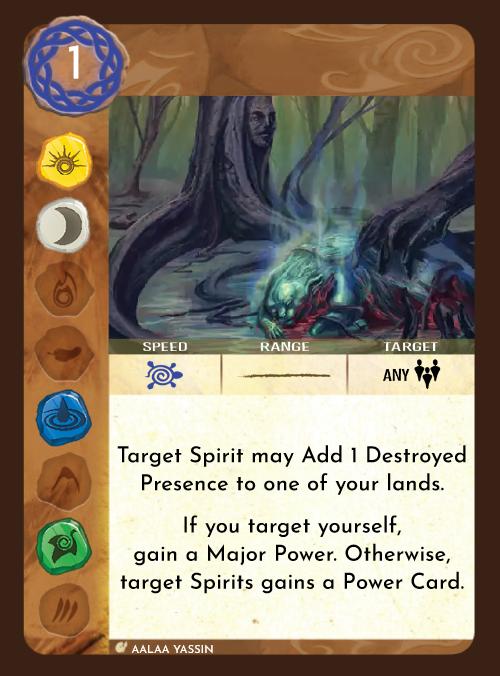 1
SPEED RANGE TARGET
ANY
Target Spirit may Add 1 Destroyed
Presence to one of your lands.
If you target yourself,
gain a Major Power. Otherwise,
target Spirits gains a Power Card.
AALAA YASSIN